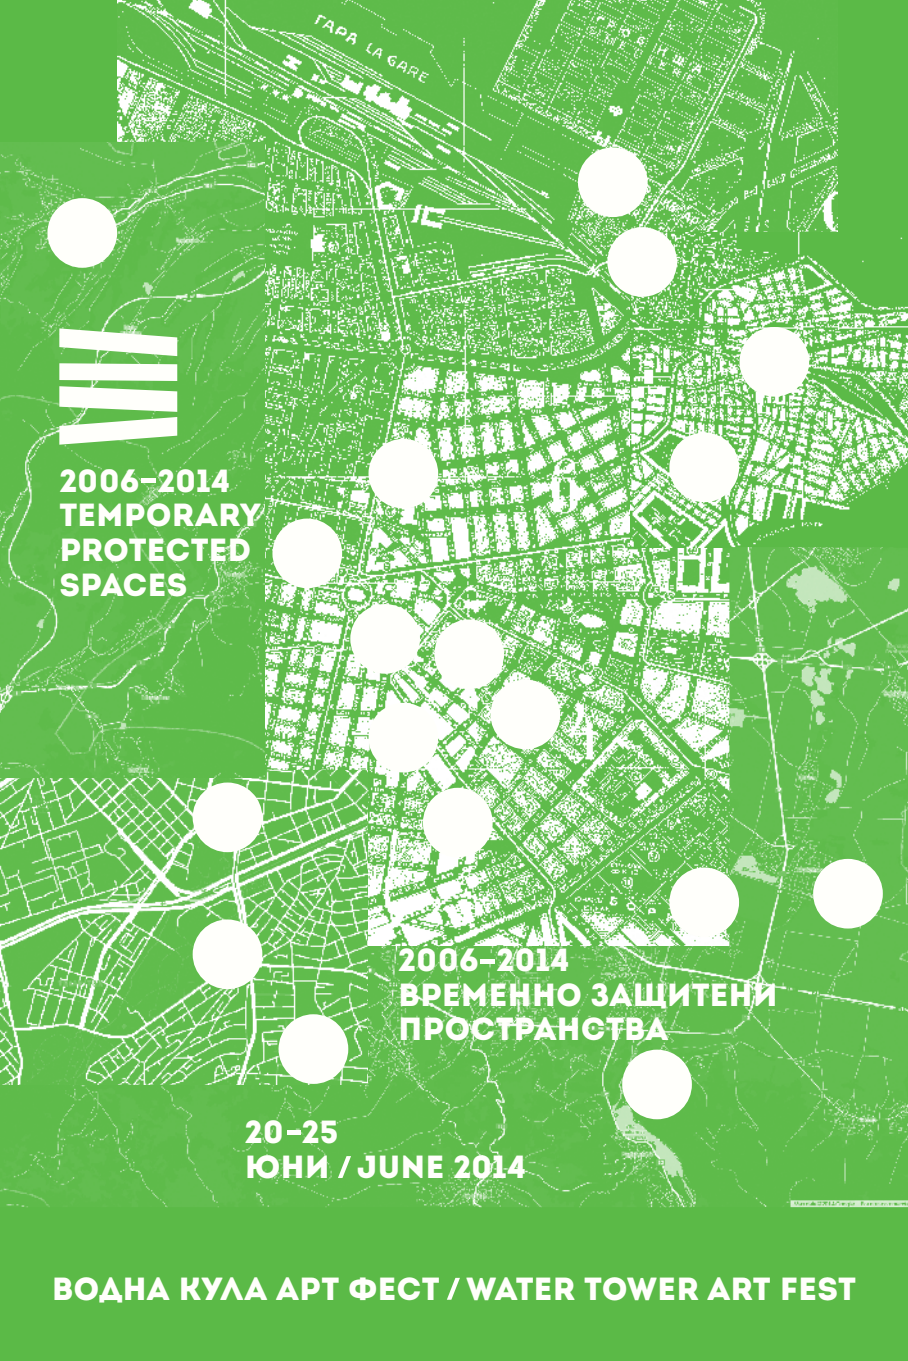 ГАРА LA GARE
VIII
2006–2014
TEMPORARY
PROTECTED
SPACES
2006–2014
ВРЕМЕННО ЗАЩИТЕНИ
ПРОСТРАНСТВА
20–25
ЮНИ / JUNE 2014
ВОДНА КУЛА АРТ ФЕСТ / WATER TOWER ART FEST